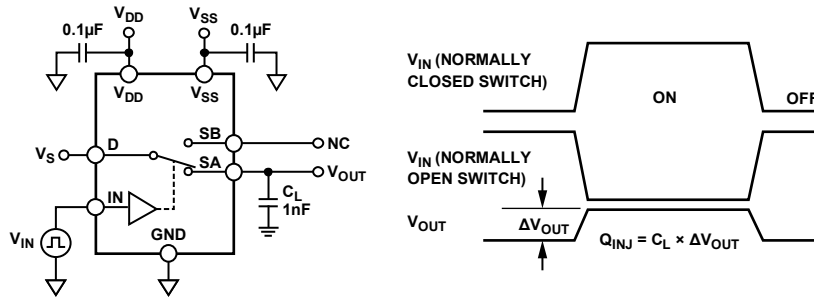 VDD
VSS
0.1µF
0.1µF
VDD
VSS
SB
NC
VS
D
SA
VOUT
IN
CL
1nF
VIN
GND
VIN (NORMALLY
CLOSED SWITCH)
ON
OFF
VIN (NORMALLY
OPEN SWITCH)
VOUT
ΔVOUT
QINJ = CL × ΔVOUT